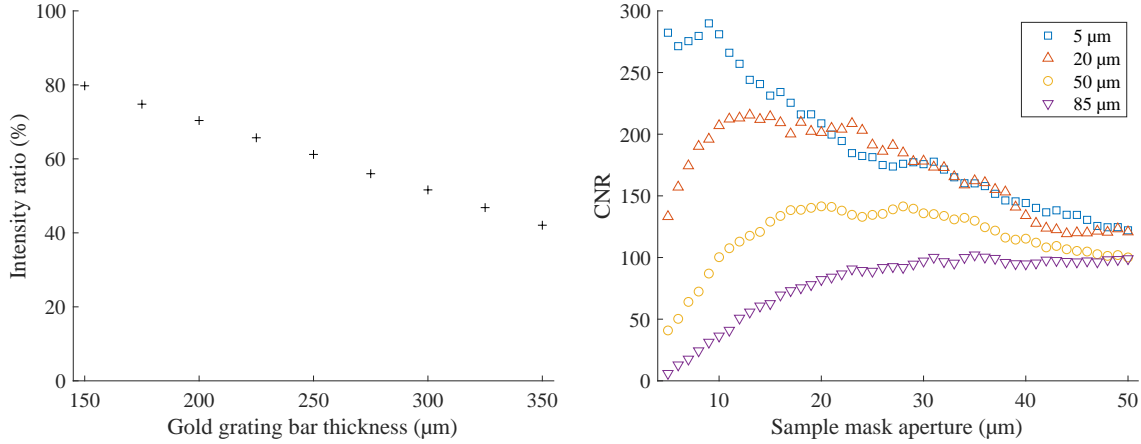 100
80
60
40
20
0
Intensity ratio (%)
150 200 250 300 350
Gold grating bar thickness (μm)
300
250
200
150
100
50
0
CNR
5 μm
20 μm
50 μm
85 μm
10 20 30 40 50
Sample mask aperture (μm)